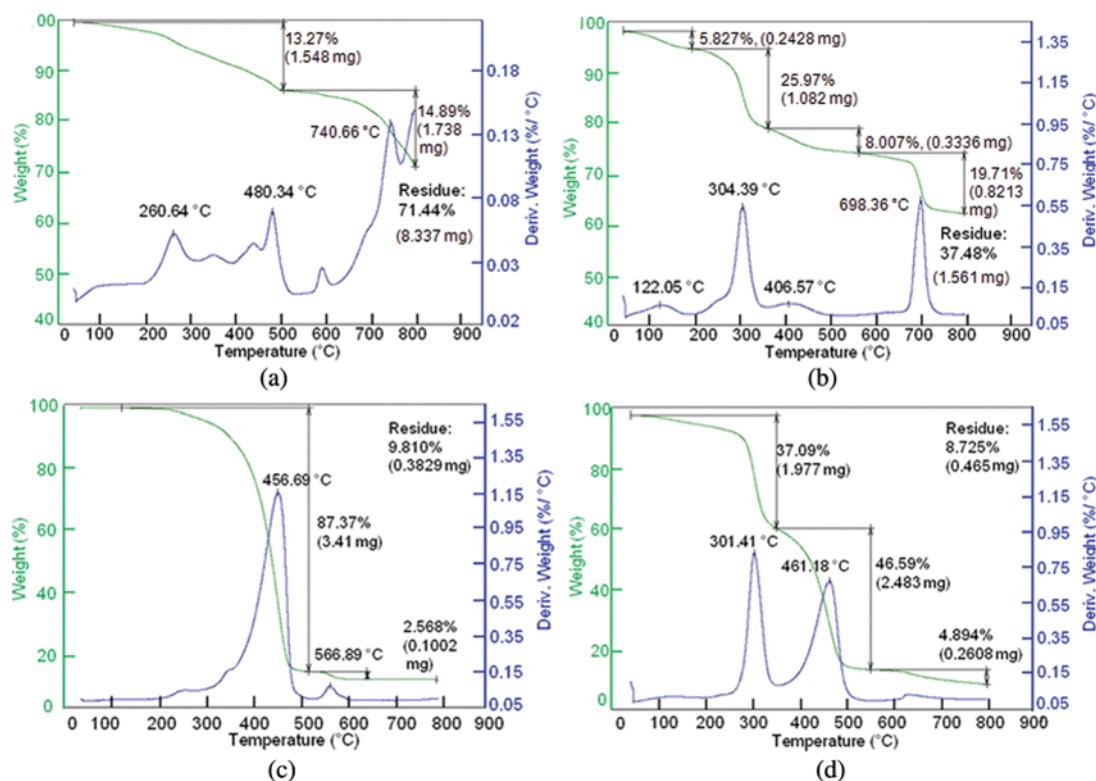 00
90
80
70
60
50
40
Weight (%)
13.27%
(1.548 mg)
14.89%
(1.738
mg)
740.66 °C
480.34 °C
260.64 °C
Residue:
71.44%
(8.337 mg)
0.18
0.13
0.08
0.03
0.02
Deriv. Weight (%/ °C)
0 100 200 300 400 500 600 700 800 900
Temperature (°C)
(a)
100
90
80
70
60
50
40
Weight (%)
5.827%, (0.2428 mg)
25.97%
(1.082 mg)
8.007%, (0.3336 mg)
19.71%
(0.8213
mg)
304.39 °C
698.36 °C
122.05 °C
406.57 °C
Residue:
37.48%
(1.561 mg)
1.35
1.15
0.95
0.75
0.55
0.35
0.15
0.05
Deriv. Weight (%/ °C)
0 100 200 300 400 500 600 700 800 900
Temperature (°C)
(b)
100
80
60
40
20
0
Weight (%)
Residue:
9.810%
(0.3829 mg)
456.69 °C
87.37%
(3.41 mg)
2.568%
(0.1002
mg)
566.89 °C
1.55
1.35
1.15
0.95
0.75
0.55
0.35
0.15
0.05
Deriv. Weight (%/ °C)
0 100 200 300 400 500 600 700 800 900
Temperature (°C)
(c)
100
80
60
40
20
0
Weight (%)
Residue:
8.725%
(0.465 mg)
37.09%
(1.977 mg)
301.41 °C
461.18 °C
46.59%
(2.483 mg)
4.894%
(0.2608 mg)
1.55
1.35
1.15
0.95
0.75
0.55
0.35
0.15
0.05
Deriv. Weight (%/ °C)
0 100 200 300 400 500 600 700 800 900
Temperature (°C)
(d)